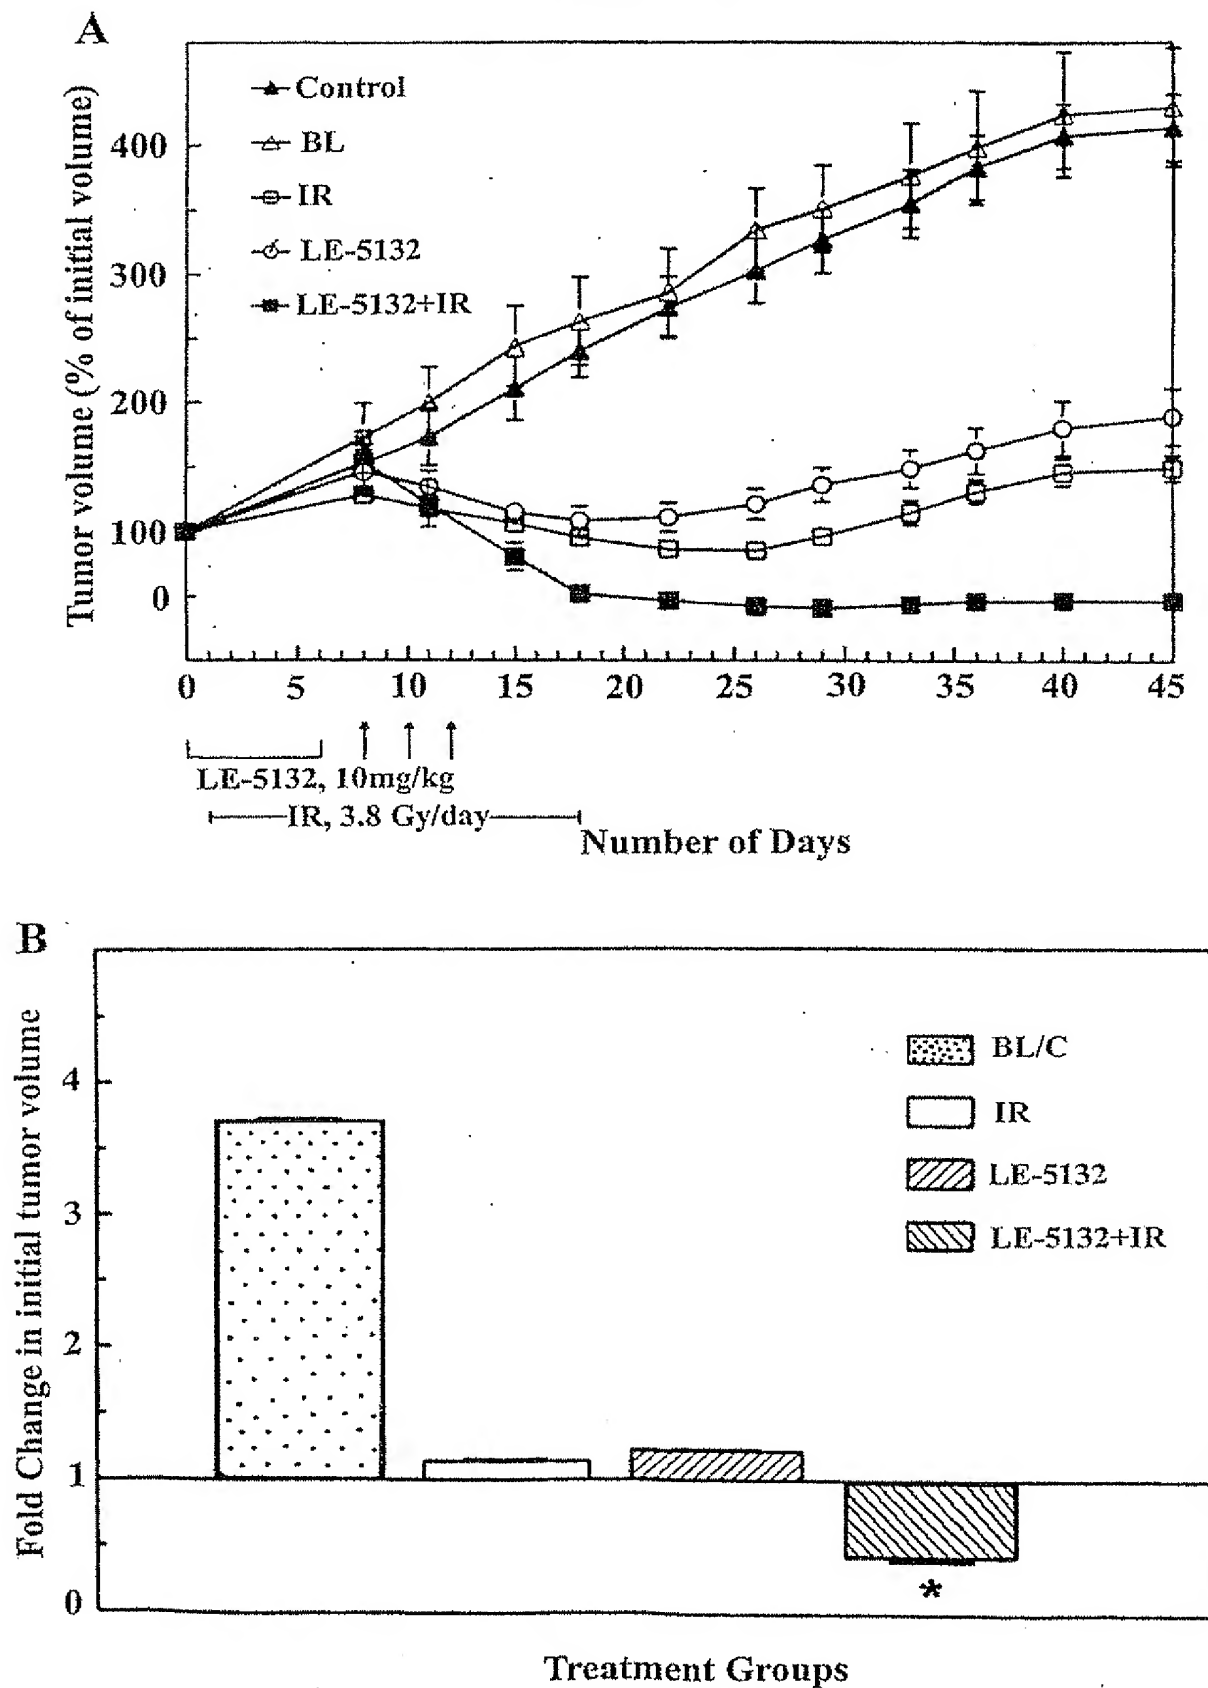 A
Tumor volume (% of initial volume)
400
300
200
100
0
Control
BL
IR
LE-5132
LE-5132+IR
0 5 10 15 20 25 30 35 40 45
LE-5132, 10mg/kg
IR, 3.8 Gy/day
Number of Days
B
Fold Change in initial tumor volume
4
3
2
1
0
BL/C
IR
LE-5132
LE-5132+IR
*
Treatment Groups